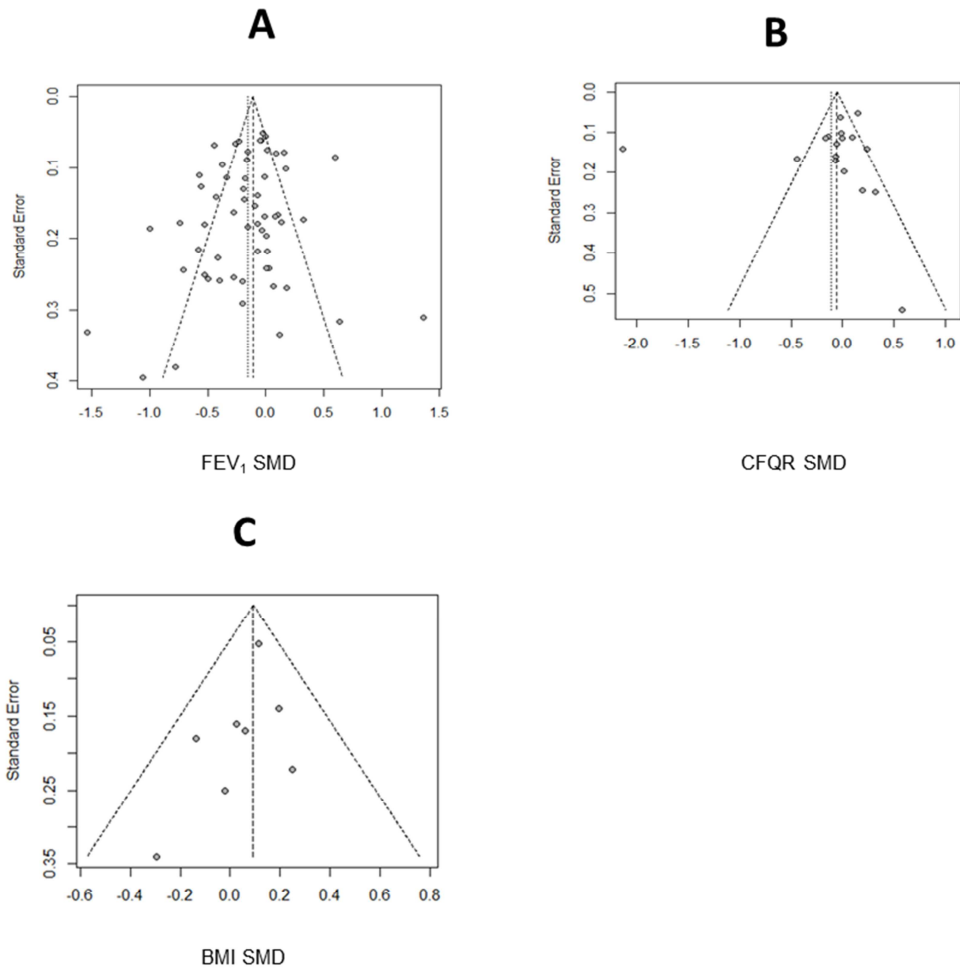 A
Standard Error
0.0
0.1
0.2
0.3
0.4
-1.5 -1.0 -0.5 0.0 0.5 1.0 1.5
FEV₁ SMD
B
Standard Error
0.0
0.1
0.2
0.3
0.4
0.5
-2.0 -1.5 -1.0 -0.5 0.0 0.5 1.0
CFQR SMD
C
Standard Error
0.05
0.15
0.25
0.35
-0.6 -0.4 -0.2 0.0 0.2 0.4 0.6 0.8
BMI SMD